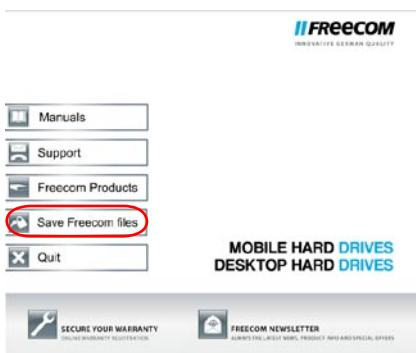 FREECOM
INNOVATIVE GERMAN QUALITY
Manuals
Support
Freecom Products
Save Freecom files
Quit
MOBILE HARD DRIVES
DESKTOP HARD DRIVES
SECURE YOUR WARRANTY
ONLINE WARRANTY REGISTRATION
FREECOM NEWSLETTER
ALWAYS THE LATEST NEWS, PRODUCT INFO AND SPECIAL OFFERS